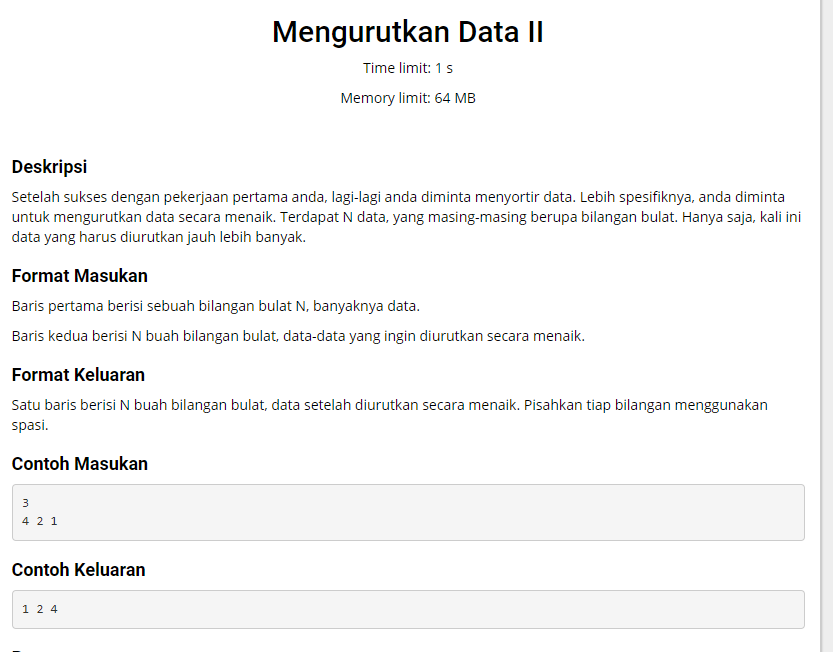 Mengurutkan Data II
Time limit: 1 s
Memory limit: 64 MB
Deskripsi
Setelah sukses dengan pekerjaan pertama anda, lagi-lagi anda diminta menyortir data. Lebih spesifiknya, anda diminta
untuk mengurutkan data secara menaik. Terdapat N data, yang masing-masing berupa bilangan bulat. Hanya saja, kali ini
data yang harus diurutkan jauh lebih banyak.
Format Masukan
Baris pertama berisi sebuah bilangan bulat N, banyaknya data.
Baris kedua berisi N buah bilangan bulat, data-data yang ingin diurutkan secara menaik.
Format Keluaran
Satu baris berisi N buah bilangan bulat, data setelah diurutkan secara menaik. Pisahkan tiap bilangan menggunakan
spasi.
Contoh Masukan
3
4 2 1
Contoh Keluaran
1 2 4